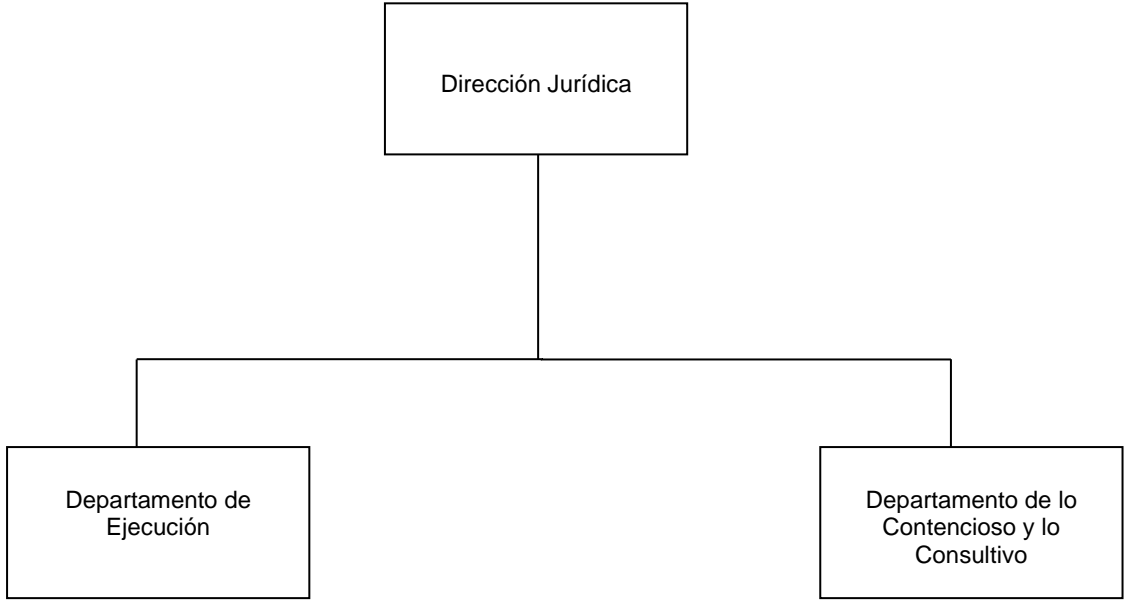 Dirección Jurídica
Departamento de
Ejecución
Departamento de lo
Contencioso y lo
Consultivo